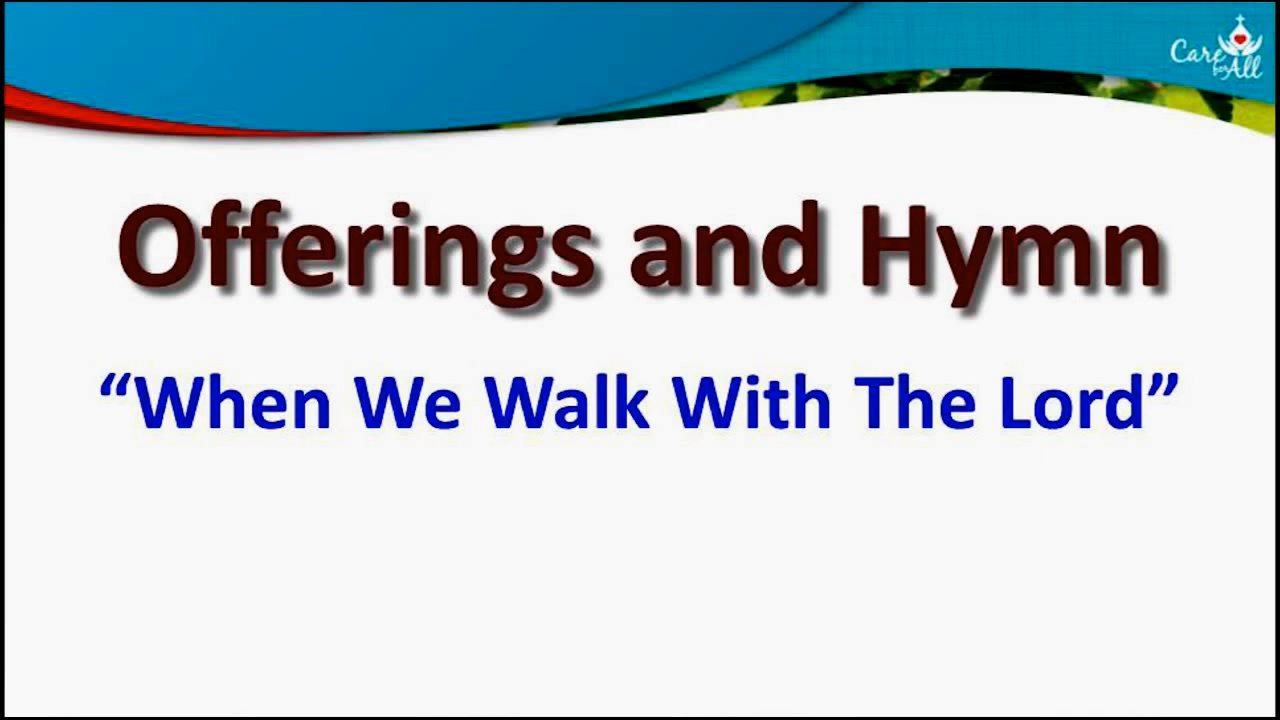 Care
for All
Offerings and Hymn
“When We Walk With The Lord”